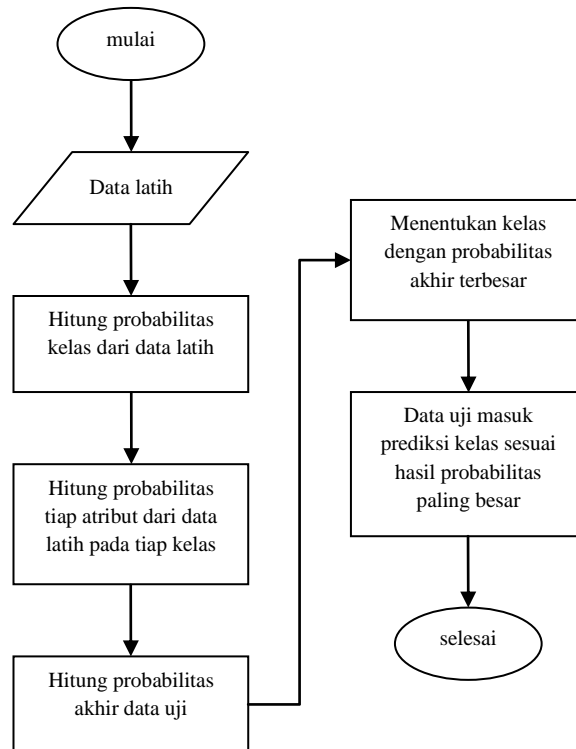 mulai
Data latih
Hitung probabilitas
kelas dari data latih
Hitung probabilitas
tiap atribut dari data
latih pada tiap kelas
Hitung probabilitas
akhir data uji
Menentukan kelas
dengan probabilitas
akhir terbesar
Data uji masuk
prediksi kelas sesuai
hasil probabilitas
paling besar
selesai